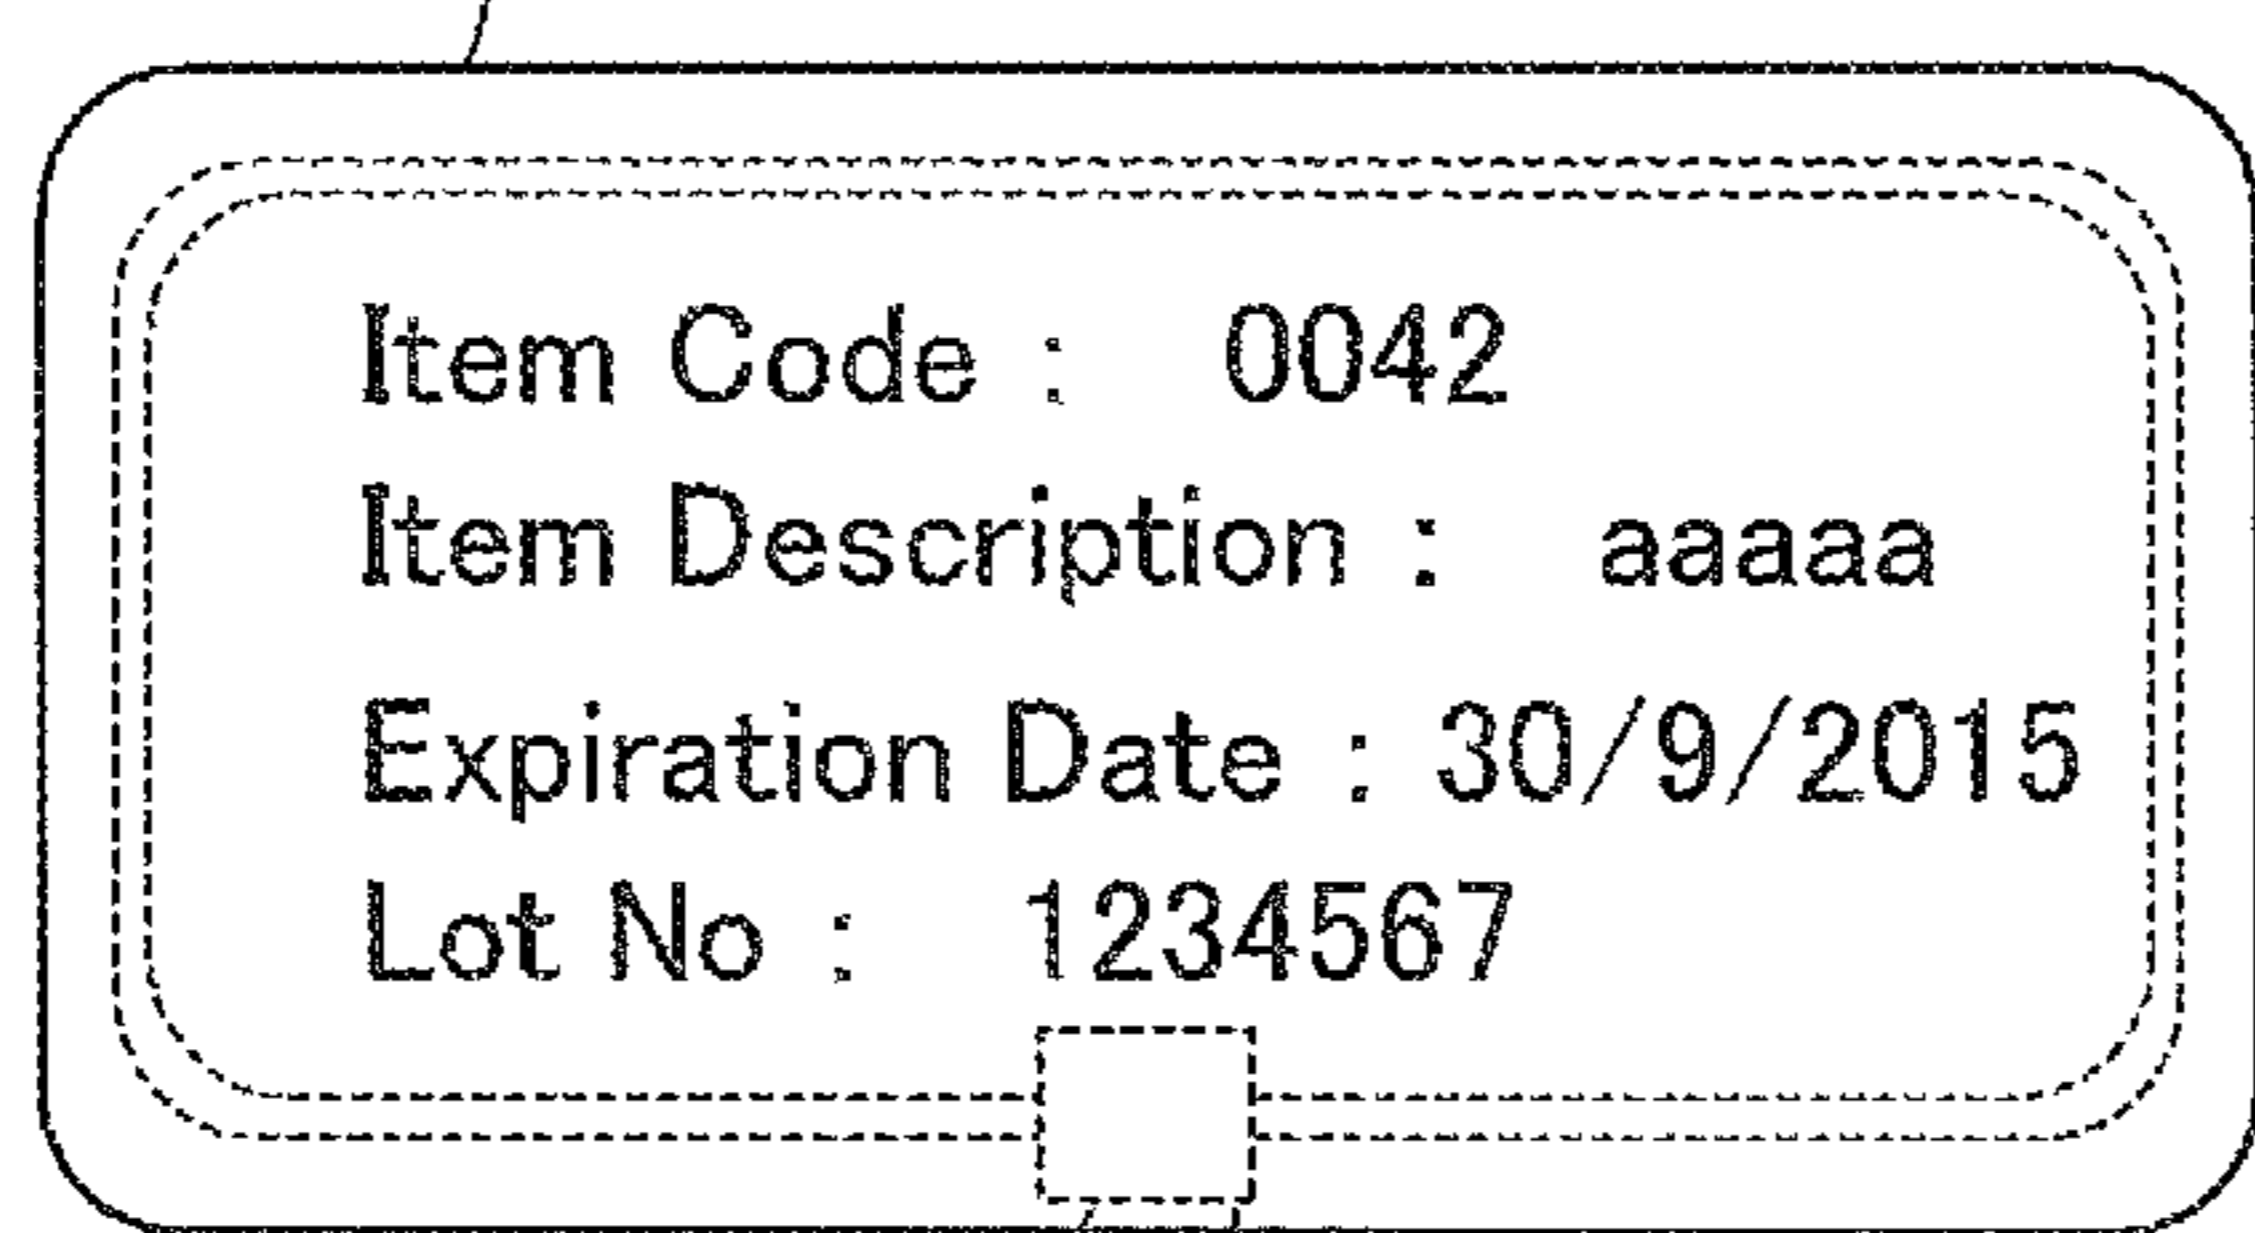 Item Code : 0042
Item Description : aaaaa
Expiration Date : 30/9/2015
Lot No : 1234567